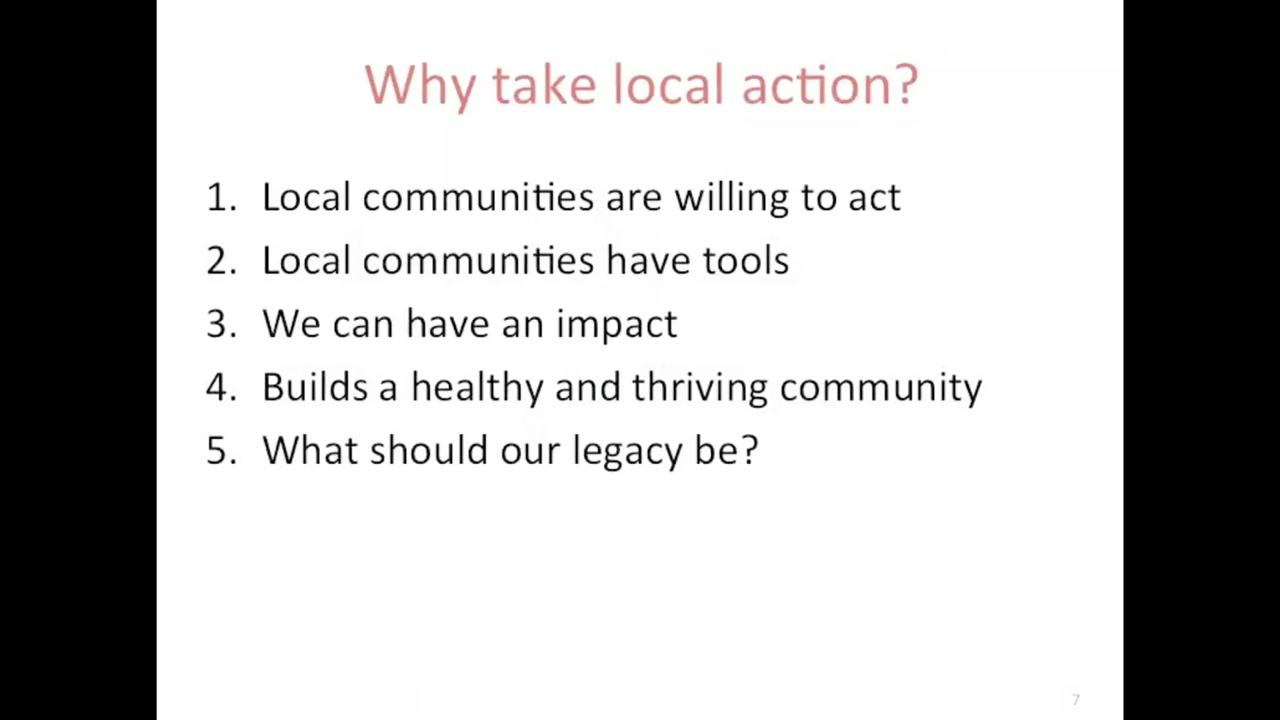 Why take local action?
1. Local communities are willing to act
2. Local communities have tools
3. We can have an impact
4. Builds a healthy and thriving community
5. What should our legacy be?
7